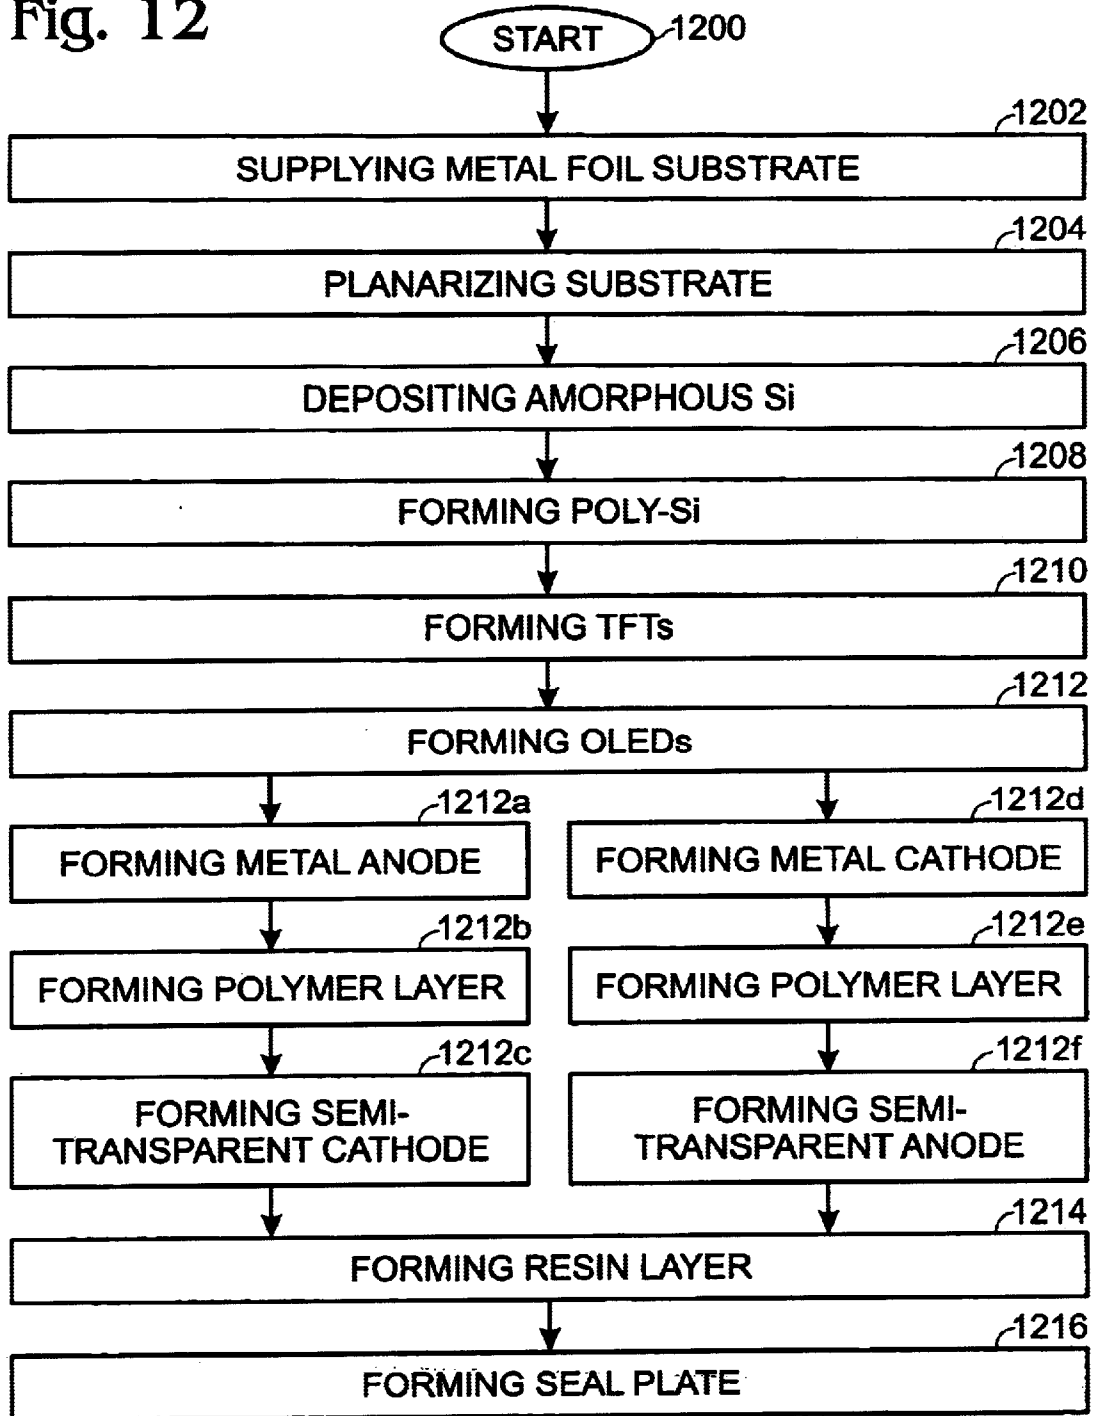 Fig. 12
START
1200
1202
SUPPLYING METAL FOIL SUBSTRATE
1204
PLANARIZING SUBSTRATE
1206
DEPOSITING AMORPHOUS Si
1208
FORMING POLY-Si
1210
FORMING TFTs
1212
FORMING OLEDs
1212a
FORMING METAL ANODE
1212b
FORMING POLYMER LAYER
1212c
FORMING SEMI-
TRANSPARENT CATHODE
1212d
FORMING METAL CATHODE
1212e
FORMING POLYMER LAYER
1212f
FORMING SEMI-
TRANSPARENT ANODE
1214
FORMING RESIN LAYER
1216
FORMING SEAL PLATE